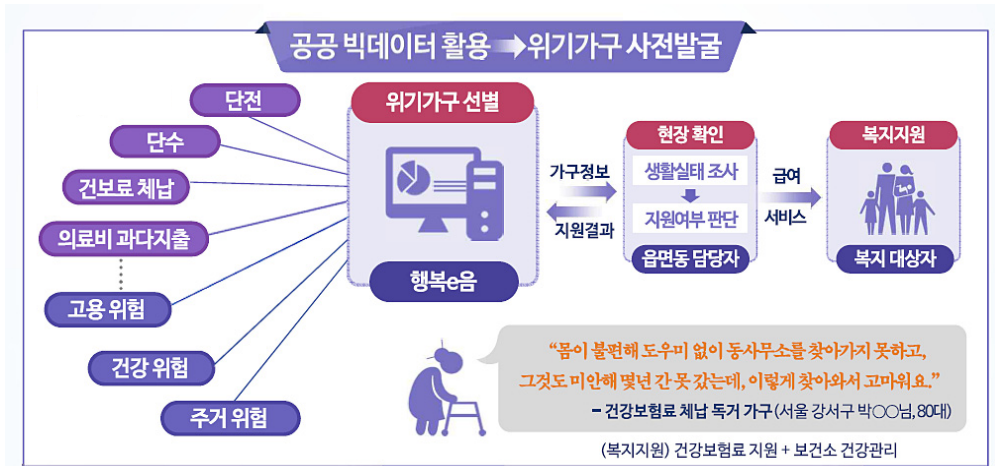 공공 빅데이터 활용 ➡ 위기가구 사전발굴
단전
단수
건보료 체납
의료비 과다지출
고용 위험
건강 위험
주거 위험
위기가구 선별
행복e음
가구정보
지원결과
현장 확인
생활실태 조사
지원여부 판단
읍면동 담당자
급여
서비스
복지지원
복지 대상자
“몸이 불편해 도우미 없이 동사무소를 찾아가지 못하고,
그것도 미안해 몇년 간 못 갔는데, 이렇게 찾아와서 고마워요.”
– 건강보험료 체납 독거 가구 (서울 강서구 박○○님, 80대)
(복지지원) 건강보험료 지원 + 보건소 건강관리